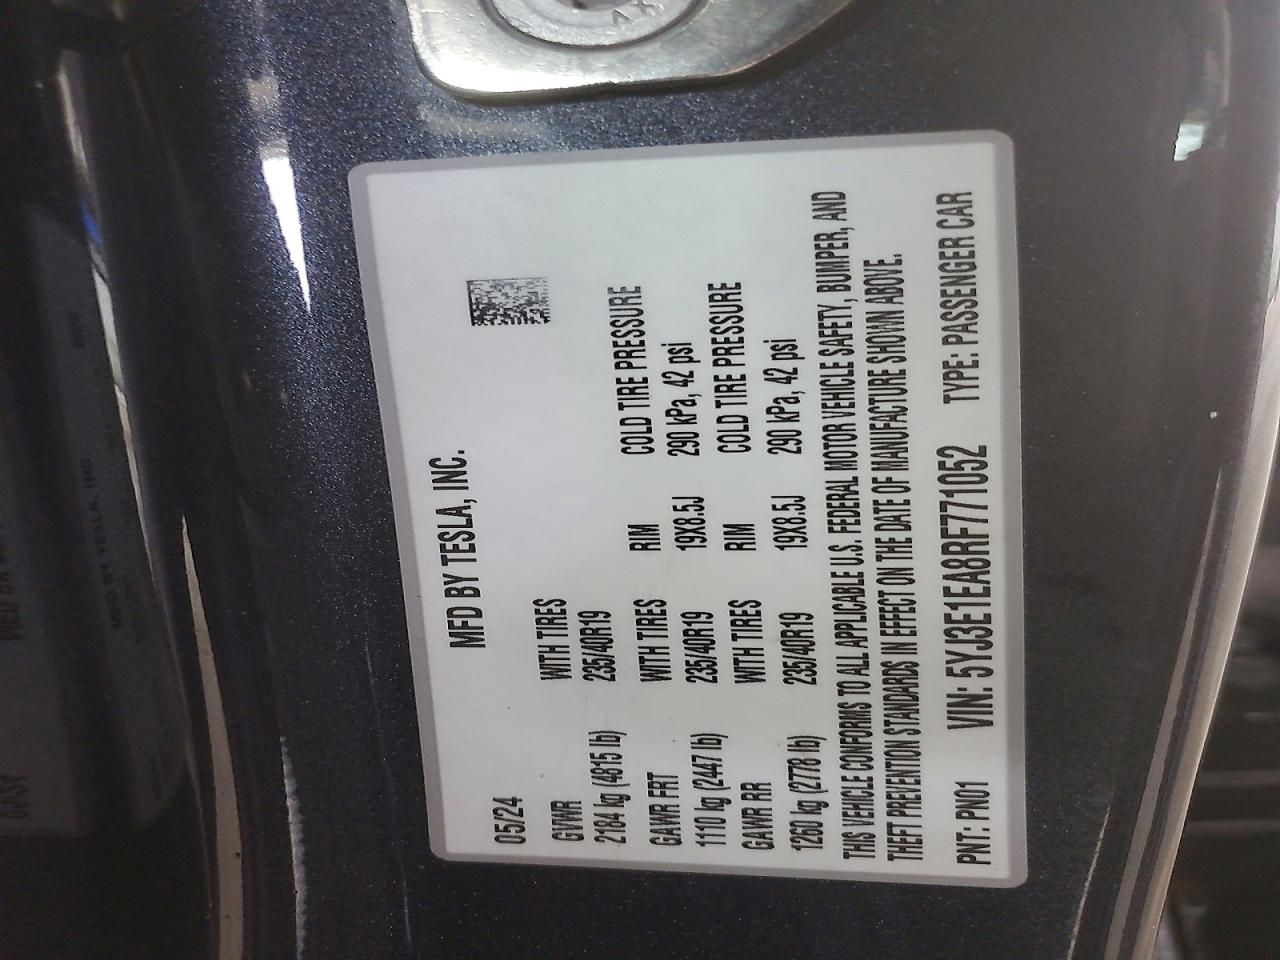 MFD BY TESLA, INC.
05/24
GVWR WITH TIRES
2184 kg (4815 lb) 235/40R19
GAWR FRT WITH TIRES RIM COLD TIRE PRESSURE
1110 kg (2447 lb) 235/40R19 19X8.5J 290 kPa, 42 psi
GAWR RR WITH TIRES RIM COLD TIRE PRESSURE
1260 kg (2778 lb) 235/40R19 19X8.5J 290 kPa, 42 psi
THIS VEHICLE CONFORMS TO ALL APPLICABLE U.S. FEDERAL MOTOR VEHICLE SAFETY, BUMPER, AND
THEFT PREVENTION STANDARDS IN EFFECT ON THE DATE OF MANUFACTURE SHOWN ABOVE.
PNT: PN01 VIN: 5YJ3E1EA8RF771052 TYPE: PASSENGER CAR